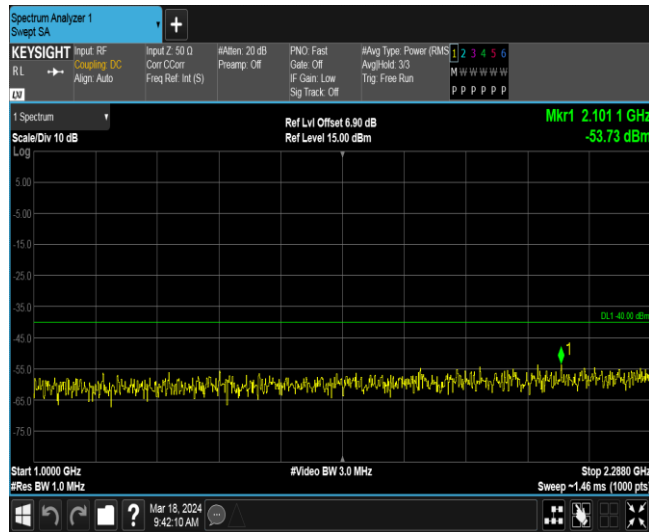 Spectrum Analyzer 1
Swept SA
KEYSIGHT Input: RF Input Z: 50 Ω #Atten: 20 dB PNO: Fast #Avg Type: Power (RMS 1 2 3 4 5 6
RL Coupling: DC Corr CCorr Preamp: Off Gate: Off Avg|Hold: 3/3 M W W W W W
Align: Auto Freq Ref: Int (S) IF Gain: Low Trig: Free Run
Sig Track: Off P P P P P P
LXI
1 Spectrum Ref Lvl Offset 6.90 dB Mkr1 2.101 1 GHz
Scale/Div 10 dB Ref Level 15.00 dBm -53.73 dBm
Log
5.00
-5.00
-15.0
-25.0
-35.0
DL1 -40.00 dBm
-45.0
1
-55.0
-65.0
-75.0
Start 1.0000 GHz #Video BW 3.0 MHz Stop 2.2880 GHz
#Res BW 1.0 MHz Sweep ~1.46 ms (1000 pts)
? Mar 18, 2024
9:42:10 AM